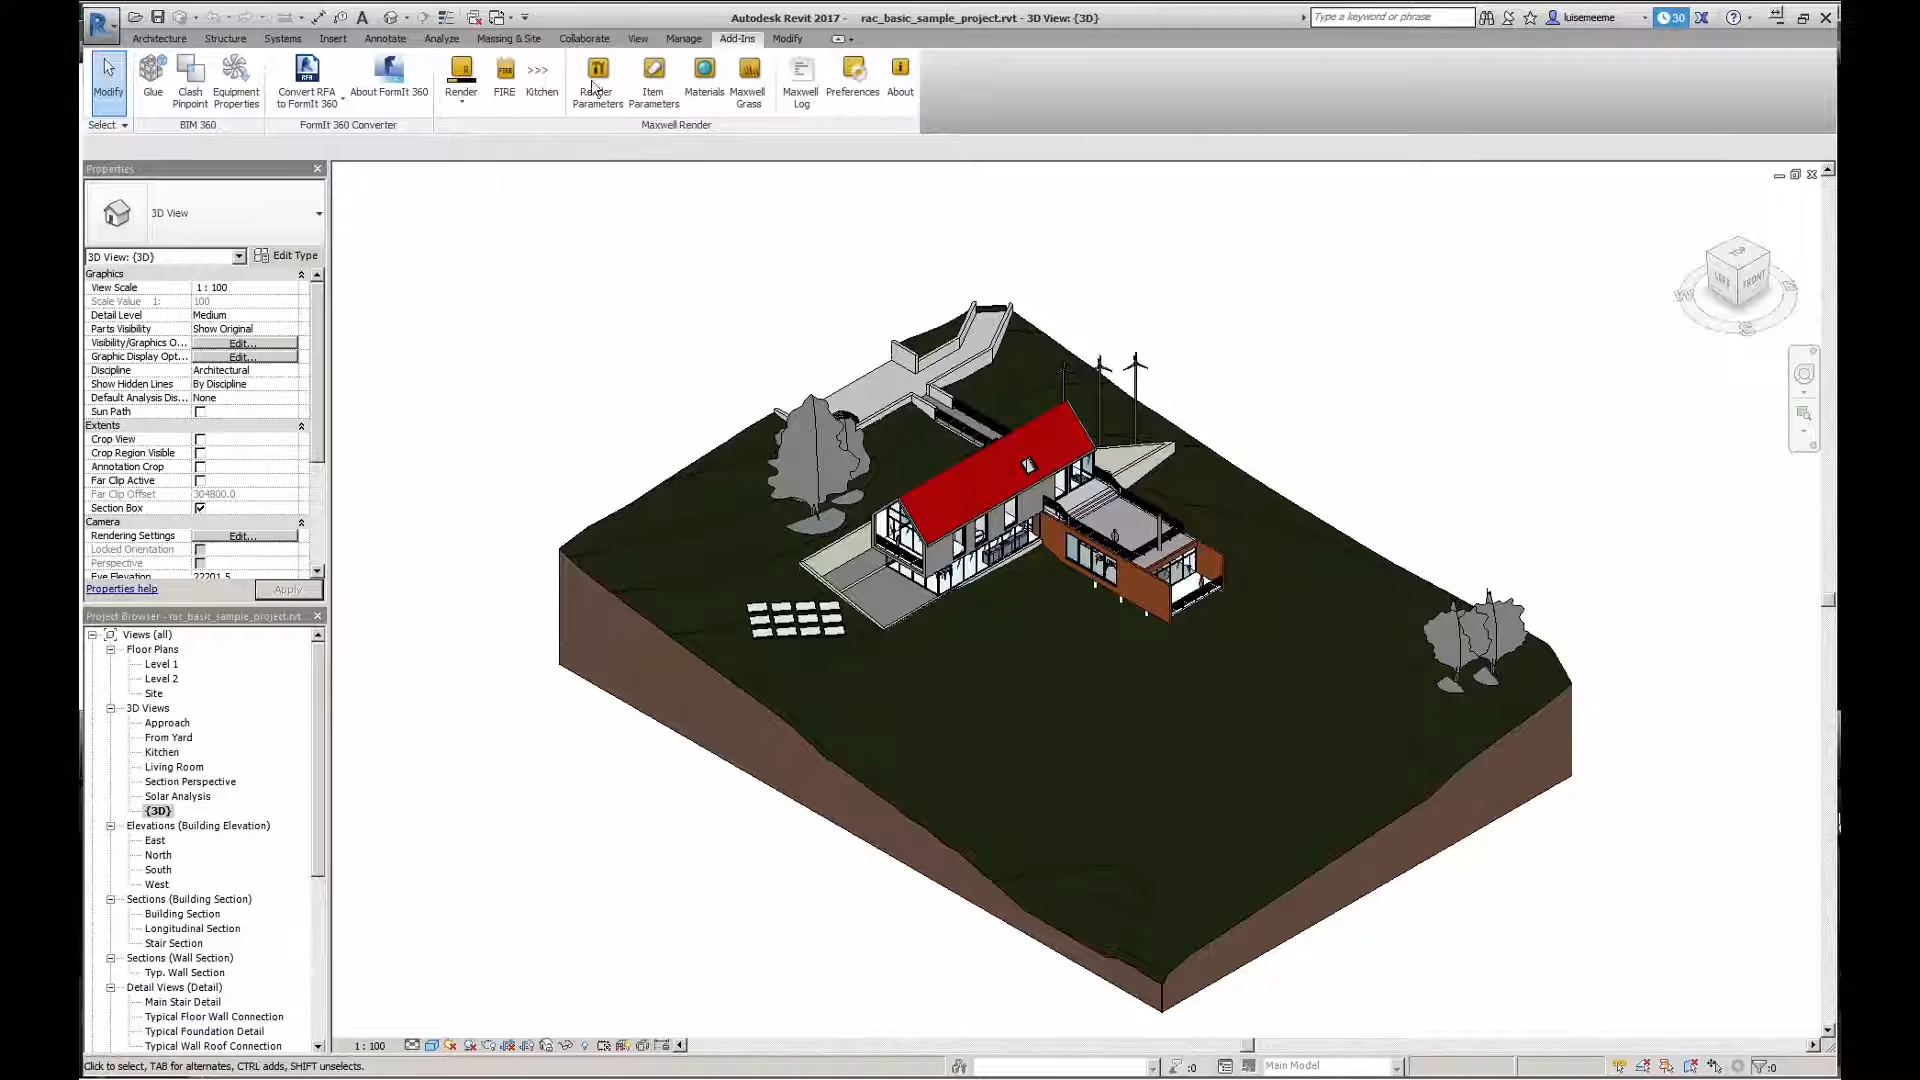 Autodesk Revit 2017 - rac_basic_sample_project.rvt - 3D View: {3D}
Type a keyword or phrase
luisemeeme
30
Architecture Structure Systems Insert Annotate Analyze Massing & Site Collaborate View Manage Add-Ins Modify
Modify
Glue
Clash Pinpoint
Equipment Properties
Convert RFA to FormIt 360
About FormIt 360
Render
FIRE
>>>
Kitchen
Render Parameters
Item Parameters
Materials
Maxwell Grass
Maxwell Log
Preferences
About
Select
BIM 360
FormIt 360 Converter
Maxwell Render
Properties
3D View
3D View: {3D}
Edit Type
Graphics
View Scale 1 : 100
Scale Value 1: 100
Detail Level Medium
Parts Visibility Show Original
Visibility/Graphics O... Edit...
Graphic Display Opt... Edit...
Discipline Architectural
Show Hidden Lines By Discipline
Default Analysis Dis... None
Sun Path
Extents
Crop View
Crop Region Visible
Annotation Crop
Far Clip Active
Far Clip Offset 304800.0
Section Box
Camera
Rendering Settings Edit...
Locked Orientation
Perspective
Eye Elevation 22201.5
Properties help
Apply
Project Browser - rac_basic_sample_project.rvt
Views (all)
Floor Plans
Level 1
Level 2
Site
3D Views
Approach
From Yard
Kitchen
Living Room
Section Perspective
Solar Analysis
{3D}
Elevations (Building Elevation)
East
North
South
West
Sections (Building Section)
Building Section
Longitudinal Section
Stair Section
Sections (Wall Section)
Typ. Wall Section
Detail Views (Detail)
Main Stair Detail
Typical Floor Wall Connection
Typical Foundation Detail
Typical Wall Roof Connection
TOP
LEFT
FRONT
W
S
1 : 100
Click to select, TAB for alternates, CTRL adds, SHIFT unselects.
:0
Main Model
:0